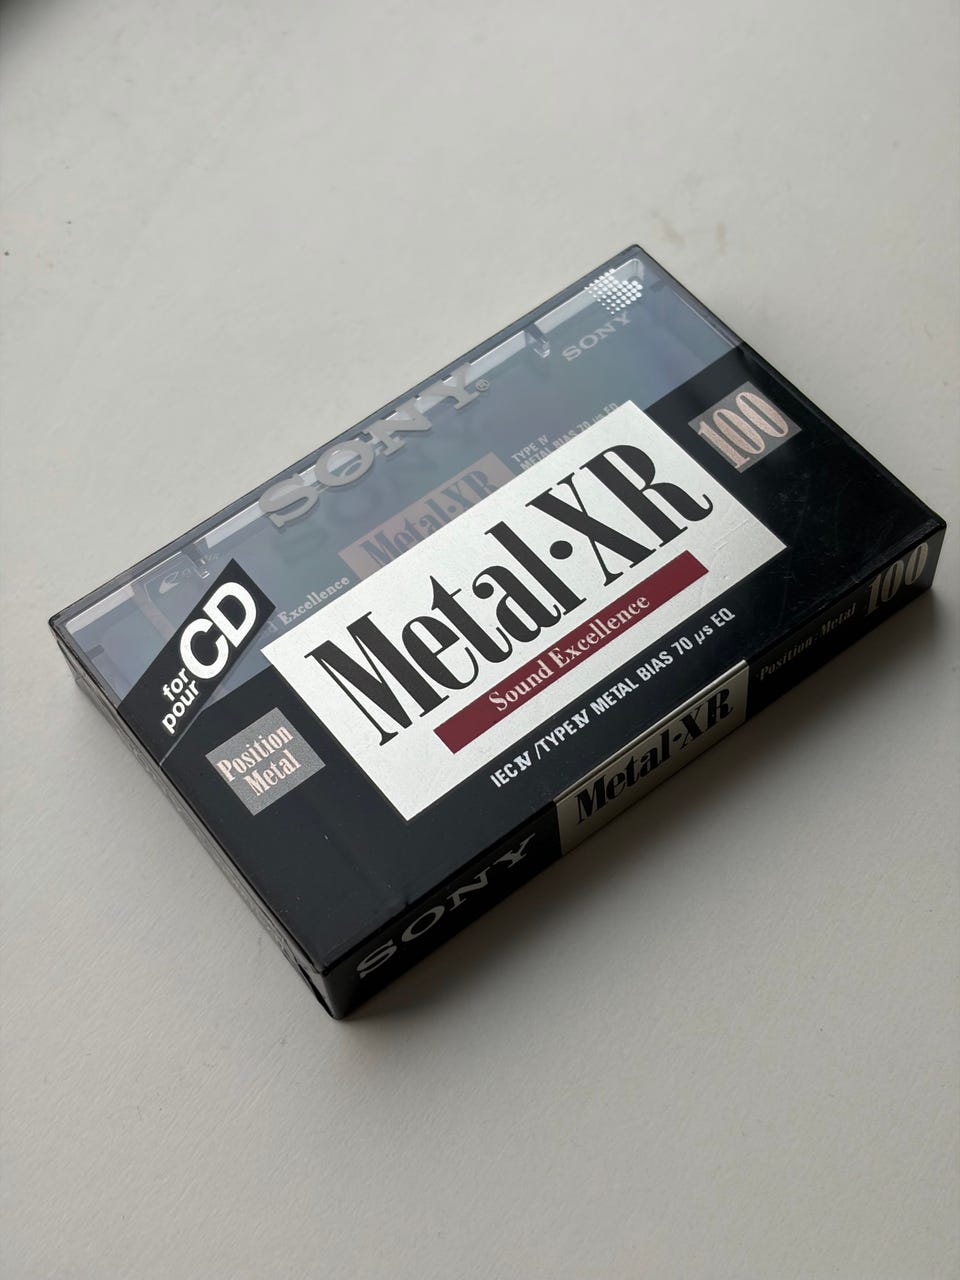 SONY
SONY®
TYPE IV
METAL BIAS 70 µs EQ
100
Metal·XR
Excellence
for
pour
CD
Metal·XR
Sound Excellence
IEC IV /TYPE IV METAL BIAS 70 µs EQ
Position
Metal
SONY
Metal·XR
Position·Metal
100